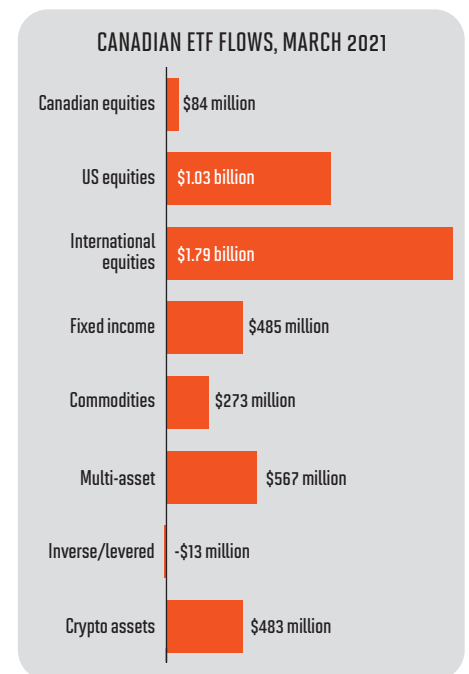 CANADIAN ETF FLOWS, MARCH 2021
Canadian equities
$84 million
US equities
$1.03 billion
International
equities
$1.79 billion
Fixed income
$485 million
Commodities
$273 million
Multi-asset
$567 million
Inverse/levered
-$13 million
Crypto assets
$483 million